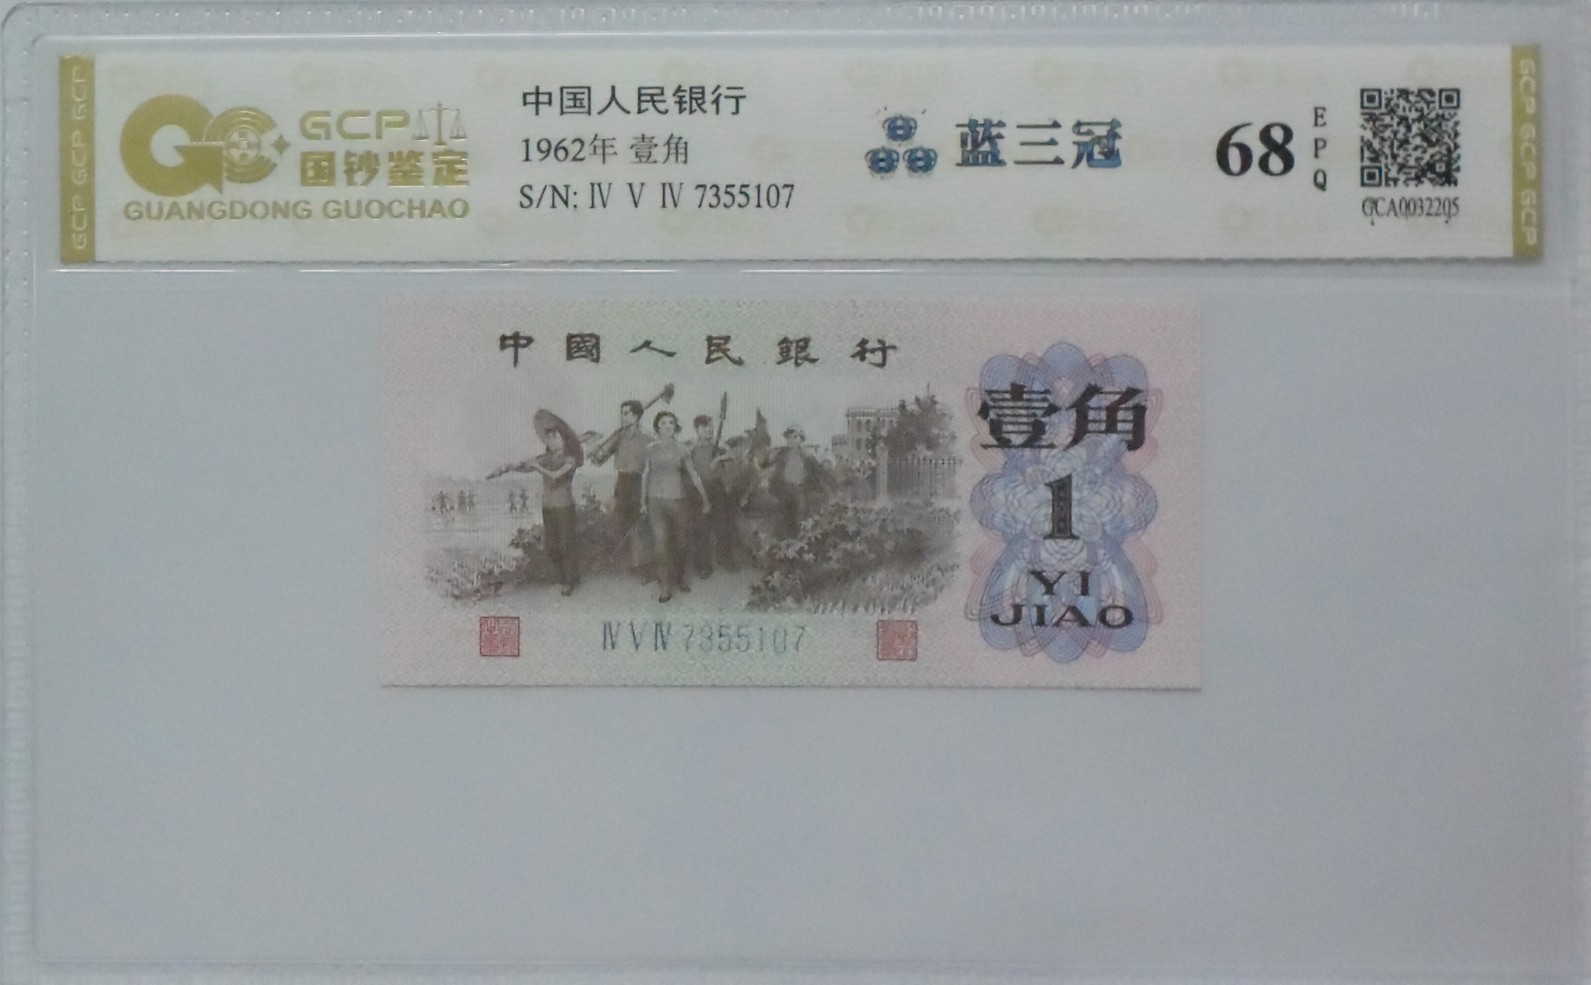 GCP GCP GCP
GCP
国钞鉴定
GUANGDONG GUOCHAO
中国人民银行
1962年 壹角
S/N: Ⅳ Ⅴ Ⅳ 7355107
蓝三冠
68
EPQ
GCA0032205
GCP GCP GCP
中國人民銀行
壹角
1
YI
JIAO
Ⅳ Ⅴ Ⅳ 7355107